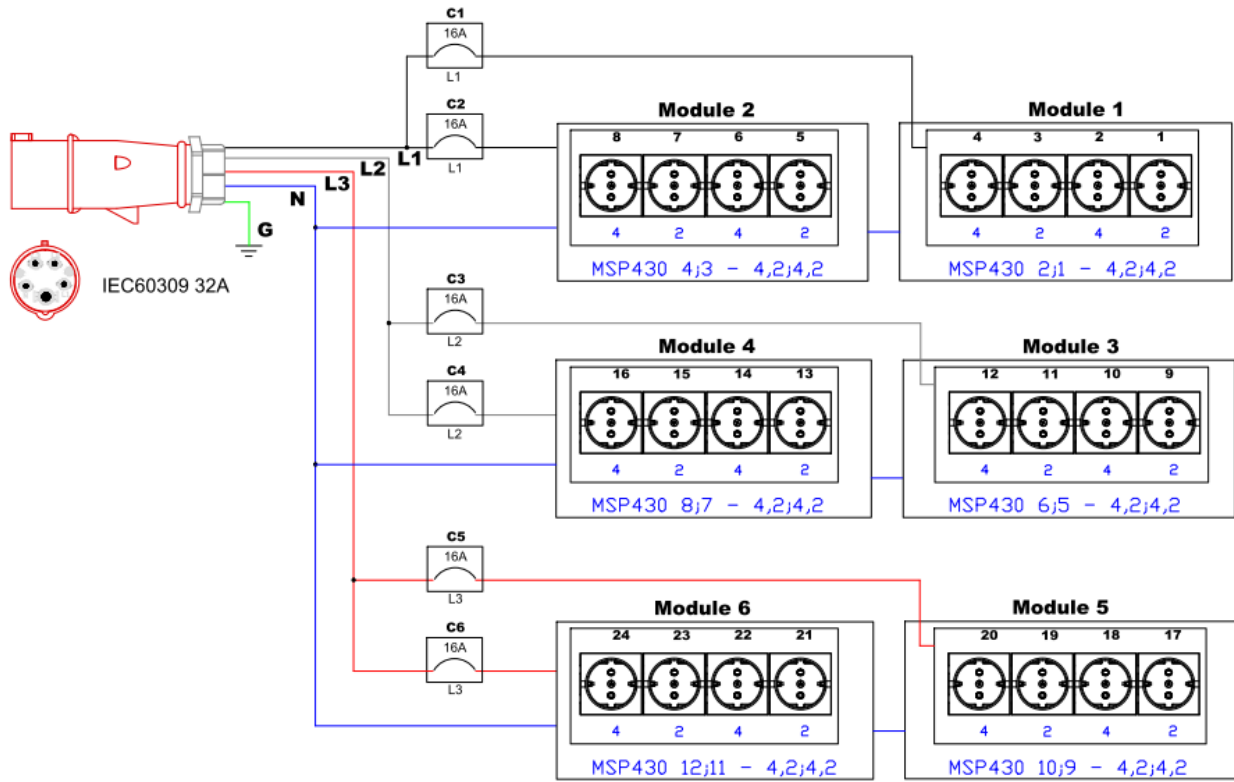 C1
16A
L1
C2
16A
L1
Module 2
8 7 6 5
4 2 4 2
MSP430 4;3 - 4,2;4,2
Module 1
4 3 2 1
4 2 4 2
MSP430 2;1 - 4,2;4,2
L1
L2
L3
N
G
IEC60309 32A
C3
16A
L2
C4
16A
L2
Module 4
16 15 14 13
4 2 4 2
MSP430 8;7 - 4,2;4,2
Module 3
12 11 10 9
4 2 4 2
MSP430 6;5 - 4,2;4,2
C5
16A
L3
C6
16A
L3
Module 6
24 23 22 21
4 2 4 2
MSP430 12;11 - 4,2;4,2
Module 5
20 19 18 17
4 2 4 2
MSP430 10;9 - 4,2;4,2